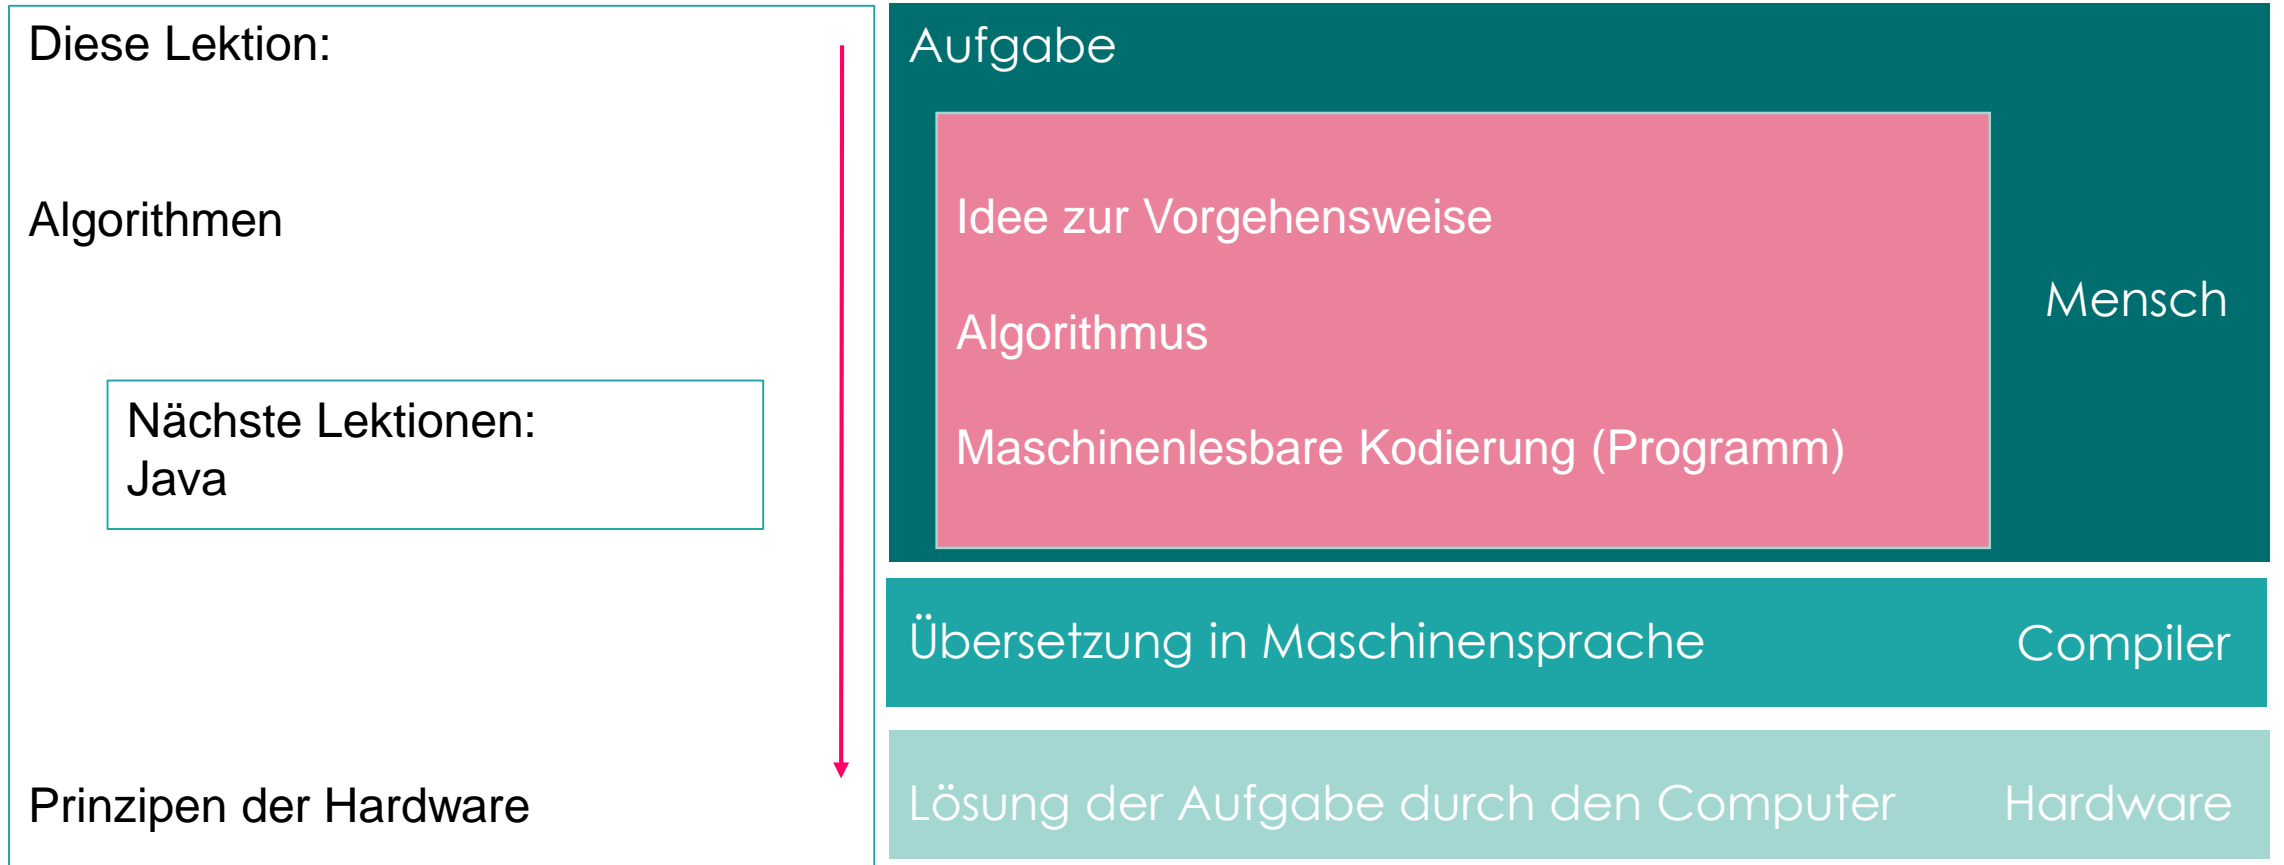 Diese Lektion:
Algorithmen
Nächste Lektionen:
Java
Prinzipen der Hardware
Aufgabe
Idee zur Vorgehensweise
Algorithmus
Maschinenlesbare Kodierung (Programm)
Mensch
Übersetzung in Maschinensprache
Compiler
Lösung der Aufgabe durch den Computer
Hardware